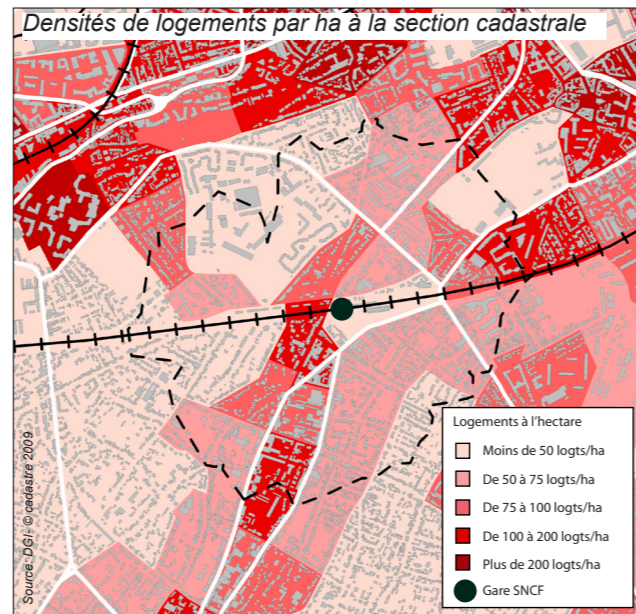 Densités de logements par ha à la section cadastrale
Source: DGI - © cadastre 2009
Logements à l'hectare
Moins de 50 logts/ha
De 50 à 75 logts/ha
De 75 à 100 logts/ha
De 100 à 200 logts/ha
Plus de 200 logts/ha
Gare SNCF